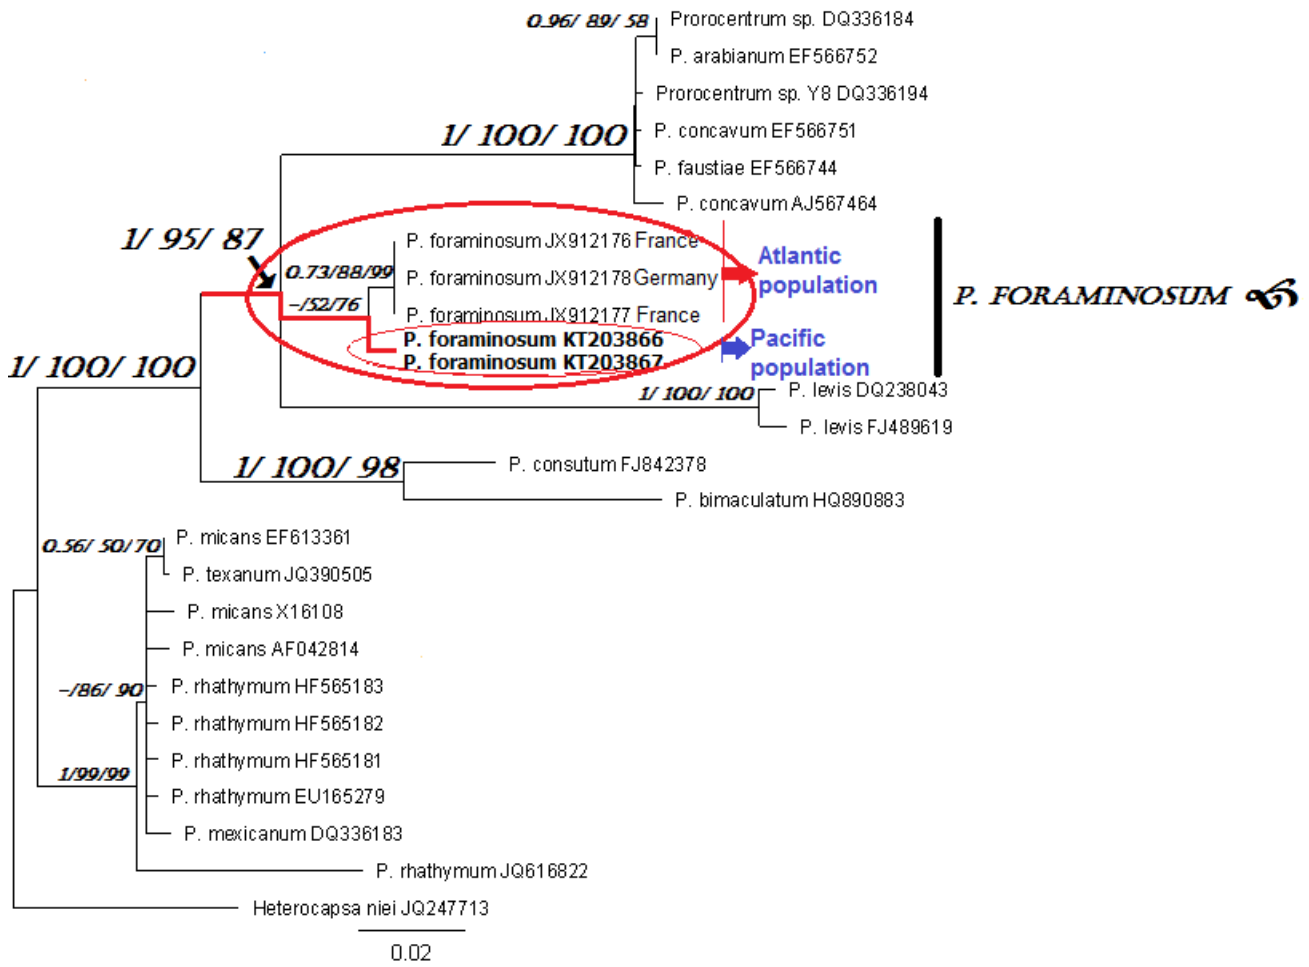 0.96/ 89/ 58
Prorocentrum sp. DQ336184
P. arabianum EF566752
Prorocentrum sp. Y8 DQ336194
1/ 100/ 100
P. concavum EF566751
P. faustiae EF566744
P. concavum AJ567464
1/ 95/ 87
P. foraminosum JX912176 France
0.73/88/99
P. foraminosum JX912178 Germany
-/52/76
P. foraminosum JX912177 France
Atlantic
population
P. FORAMINOSUM
P. foraminosum KT203866
P. foraminosum KT203867
Pacific
population
1/ 100/ 100
1/ 100/ 100
P. levis DQ238043
P. levis FJ489619
1/ 100/ 98
P. consutum FJ842378
P. bimaculatum HQ890883
0.56/ 50/ 70
P. micans EF613361
P. texanum JQ390505
P. micans X16108
P. micans AF042814
-/86/ 90
P. rhathymum HF565183
P. rhathymum HF565182
P. rhathymum HF565181
1/99/99
P. rhathymum EU165279
P. mexicanum DQ336183
P. rhathymum JQ616822
Heterocapsa niei JQ247713
0.02